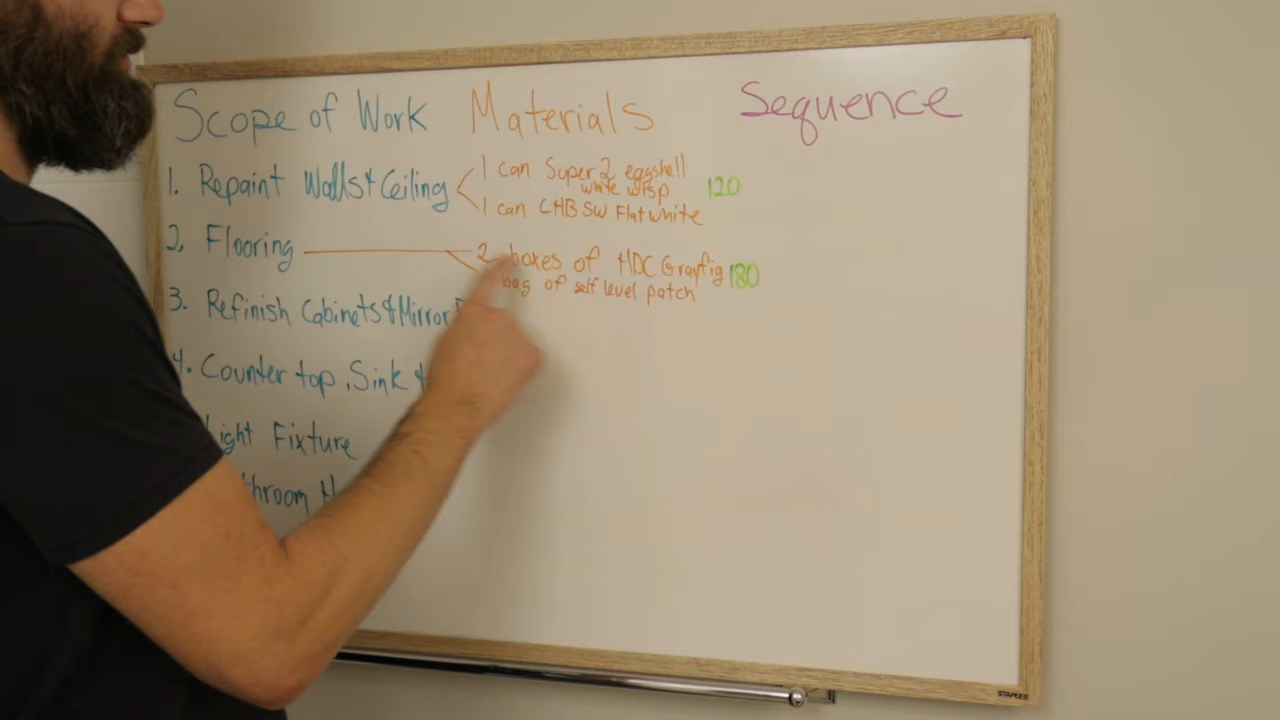 Scope of Work Materials Sequence
1. Repaint Walls & Ceiling
1 can Super 2 eggshell
white wisp
1 can CHB SW Flat white
120
2. Flooring
2 boxes of HDC Grayfig
bag of self level patch
180
3. Refinish Cabinets & Mirror
4. Counter top, Sink &
Light Fixture
STAPLES